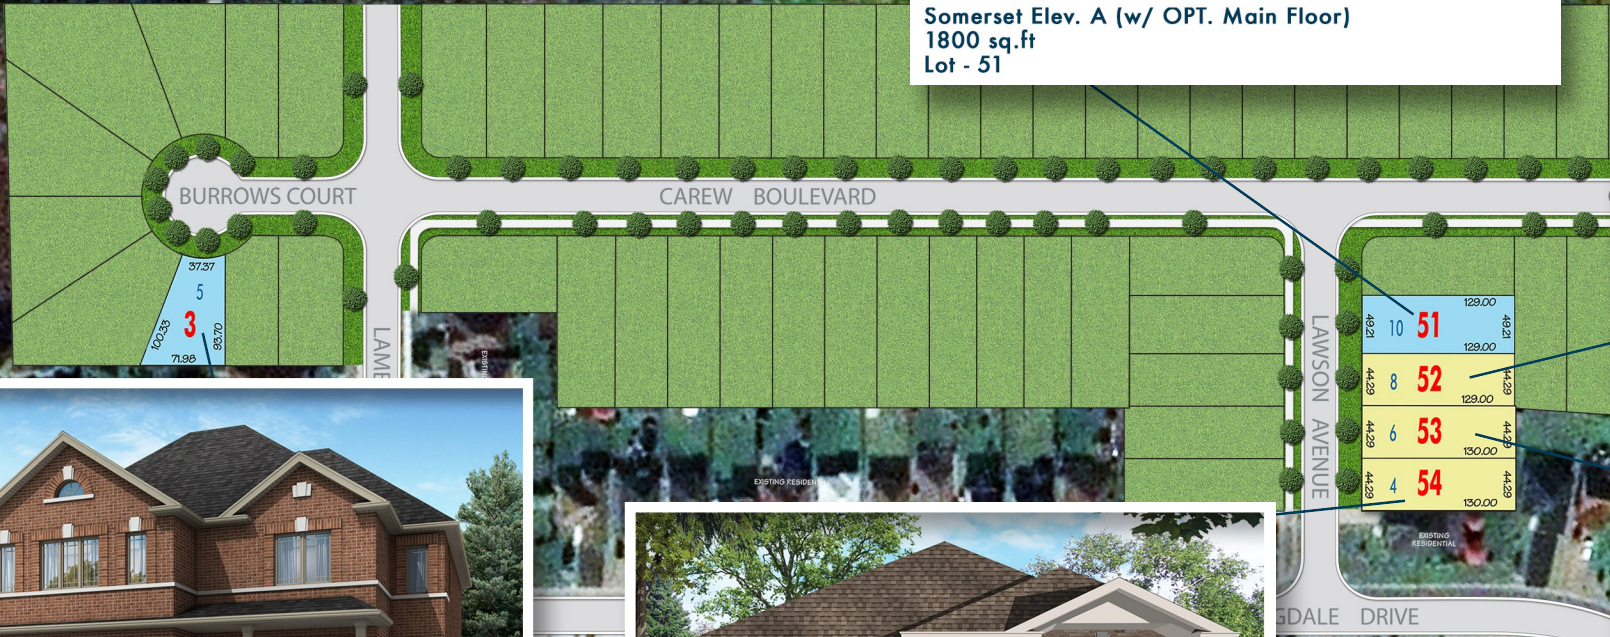 Somerset Elev. A (w/ OPT. Main Floor)
1800 sq.ft
Lot - 51
BURROWS COURT
CAREW BOULEVARD
37.37
5
3
100.33
93.70
71.98
LAWSON AVENUE
129.00
49.21
10
51
49.21
129.00
44.29
8
52
44.29
129.00
44.29
6
53
44.29
130.00
44.29
4
54
44.29
130.00
EXISTING
EXISTING
RESIDENTIAL
DRIVE